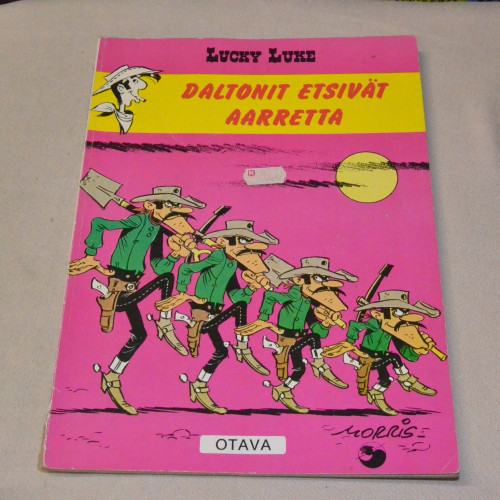 LUCKY LUKE
DALTONIT ETSIVÄT
AARRETTA
MORRIS
OTAVA